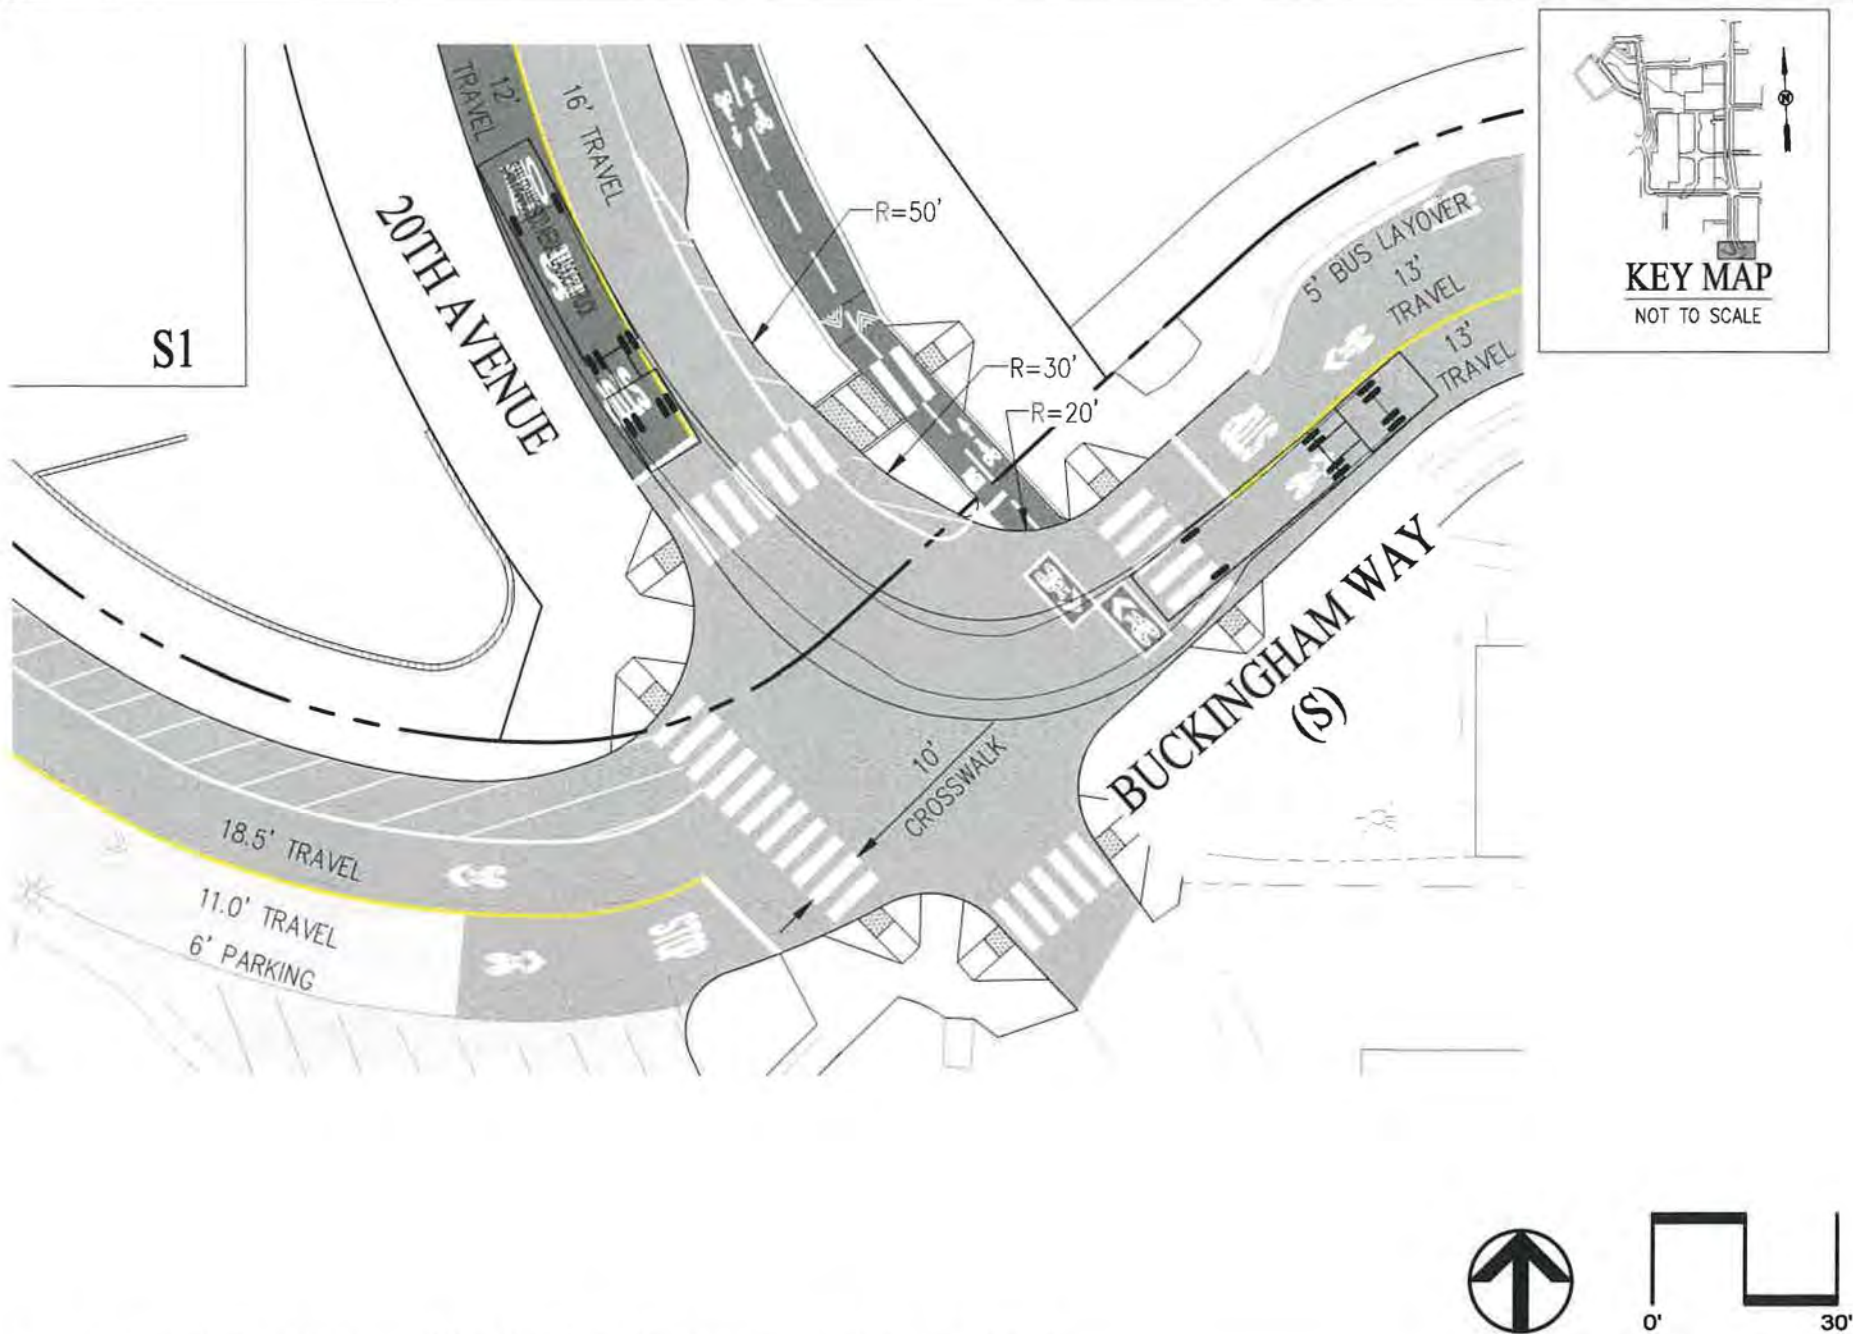 12'
TRAVEL
16' TRAVEL
20TH AVENUE
S1
R=50'
R=30'
R=20'
5' BUS LAYOVER
13'
TRAVEL
13'
TRAVEL
STOP
BUCKINGHAM WAY
(S)
10'
CROSSWALK
18.5' TRAVEL
11.0' TRAVEL
6' PARKING
STOP
N
KEY MAP
NOT TO SCALE
0'
30'